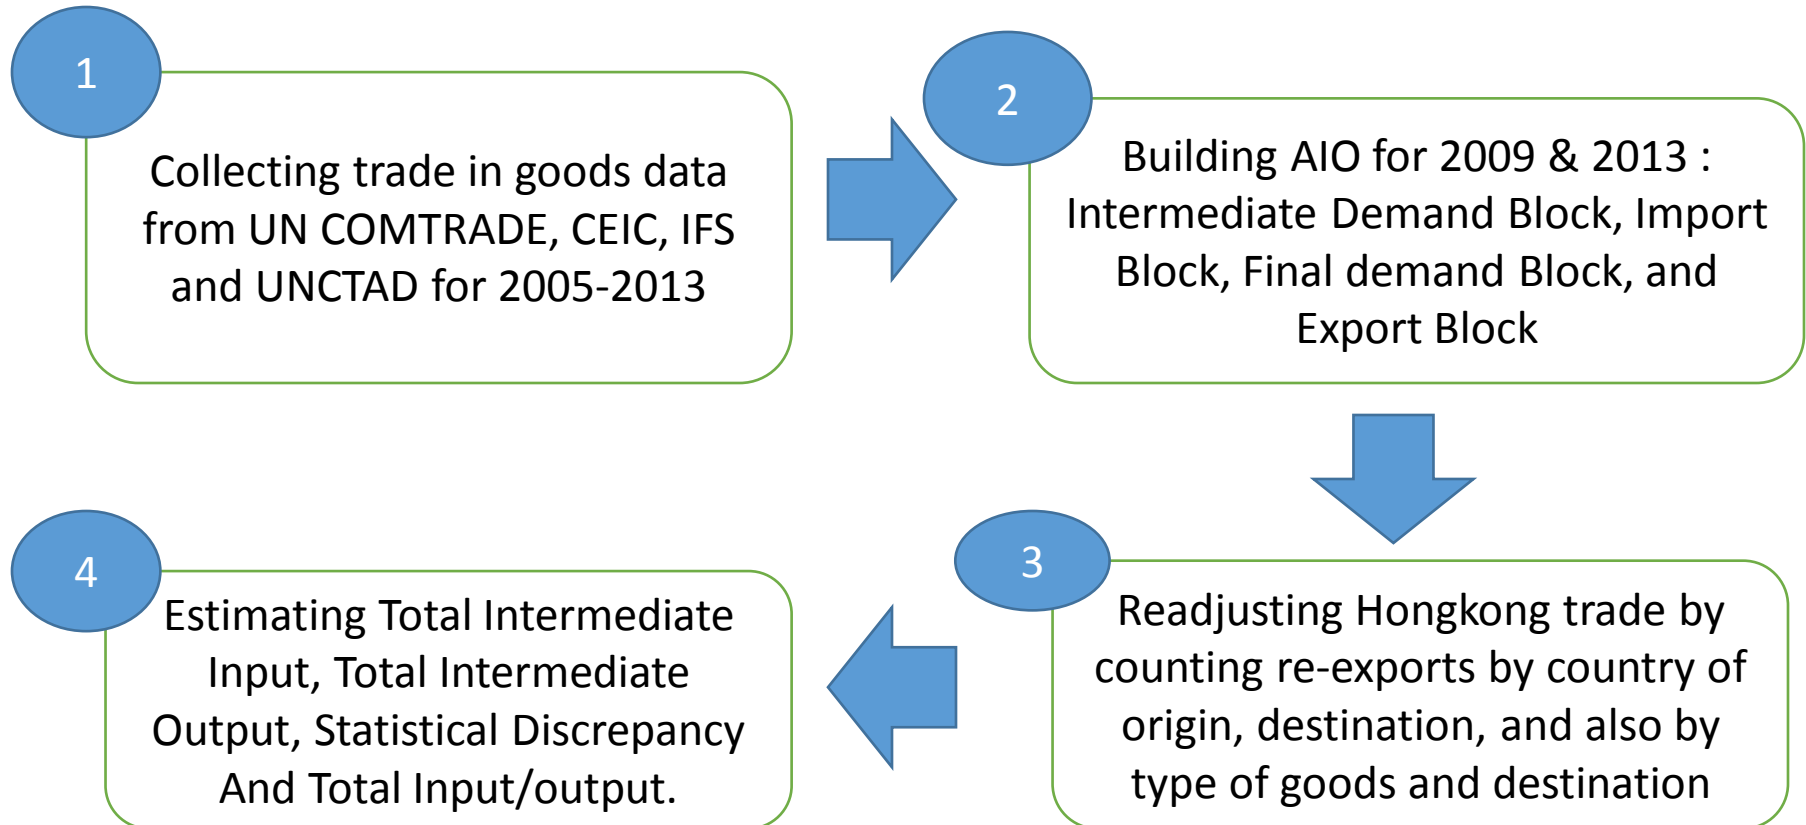 1
Collecting trade in goods data
from UN COMTRADE, CEIC, IFS
and UNCTAD for 2005-2013
2
Building AIO for 2009 & 2013 :
Intermediate Demand Block, Import
Block, Final demand Block, and
Export Block
3
Readjusting Hongkong trade by
counting re-exports by country of
origin, destination, and also by
type of goods and destination
4
Estimating Total Intermediate
Input, Total Intermediate
Output, Statistical Discrepancy
And Total Input/output.